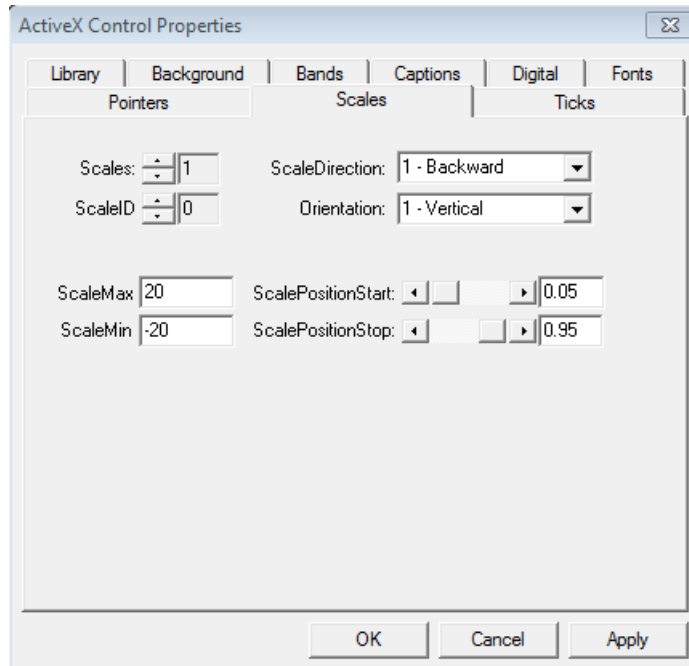 ActiveX Control Properties
Library Background Bands Captions Digital Fonts
Pointers Scales Ticks
Scales: 1 ScaleDirection: 1 - Backward
ScaleID 0 Orientation: 1 - Vertical
ScaleMax 20 ScalePositionStart: 0.05
ScaleMin -20 ScalePositionStop: 0.95
OK Cancel Apply